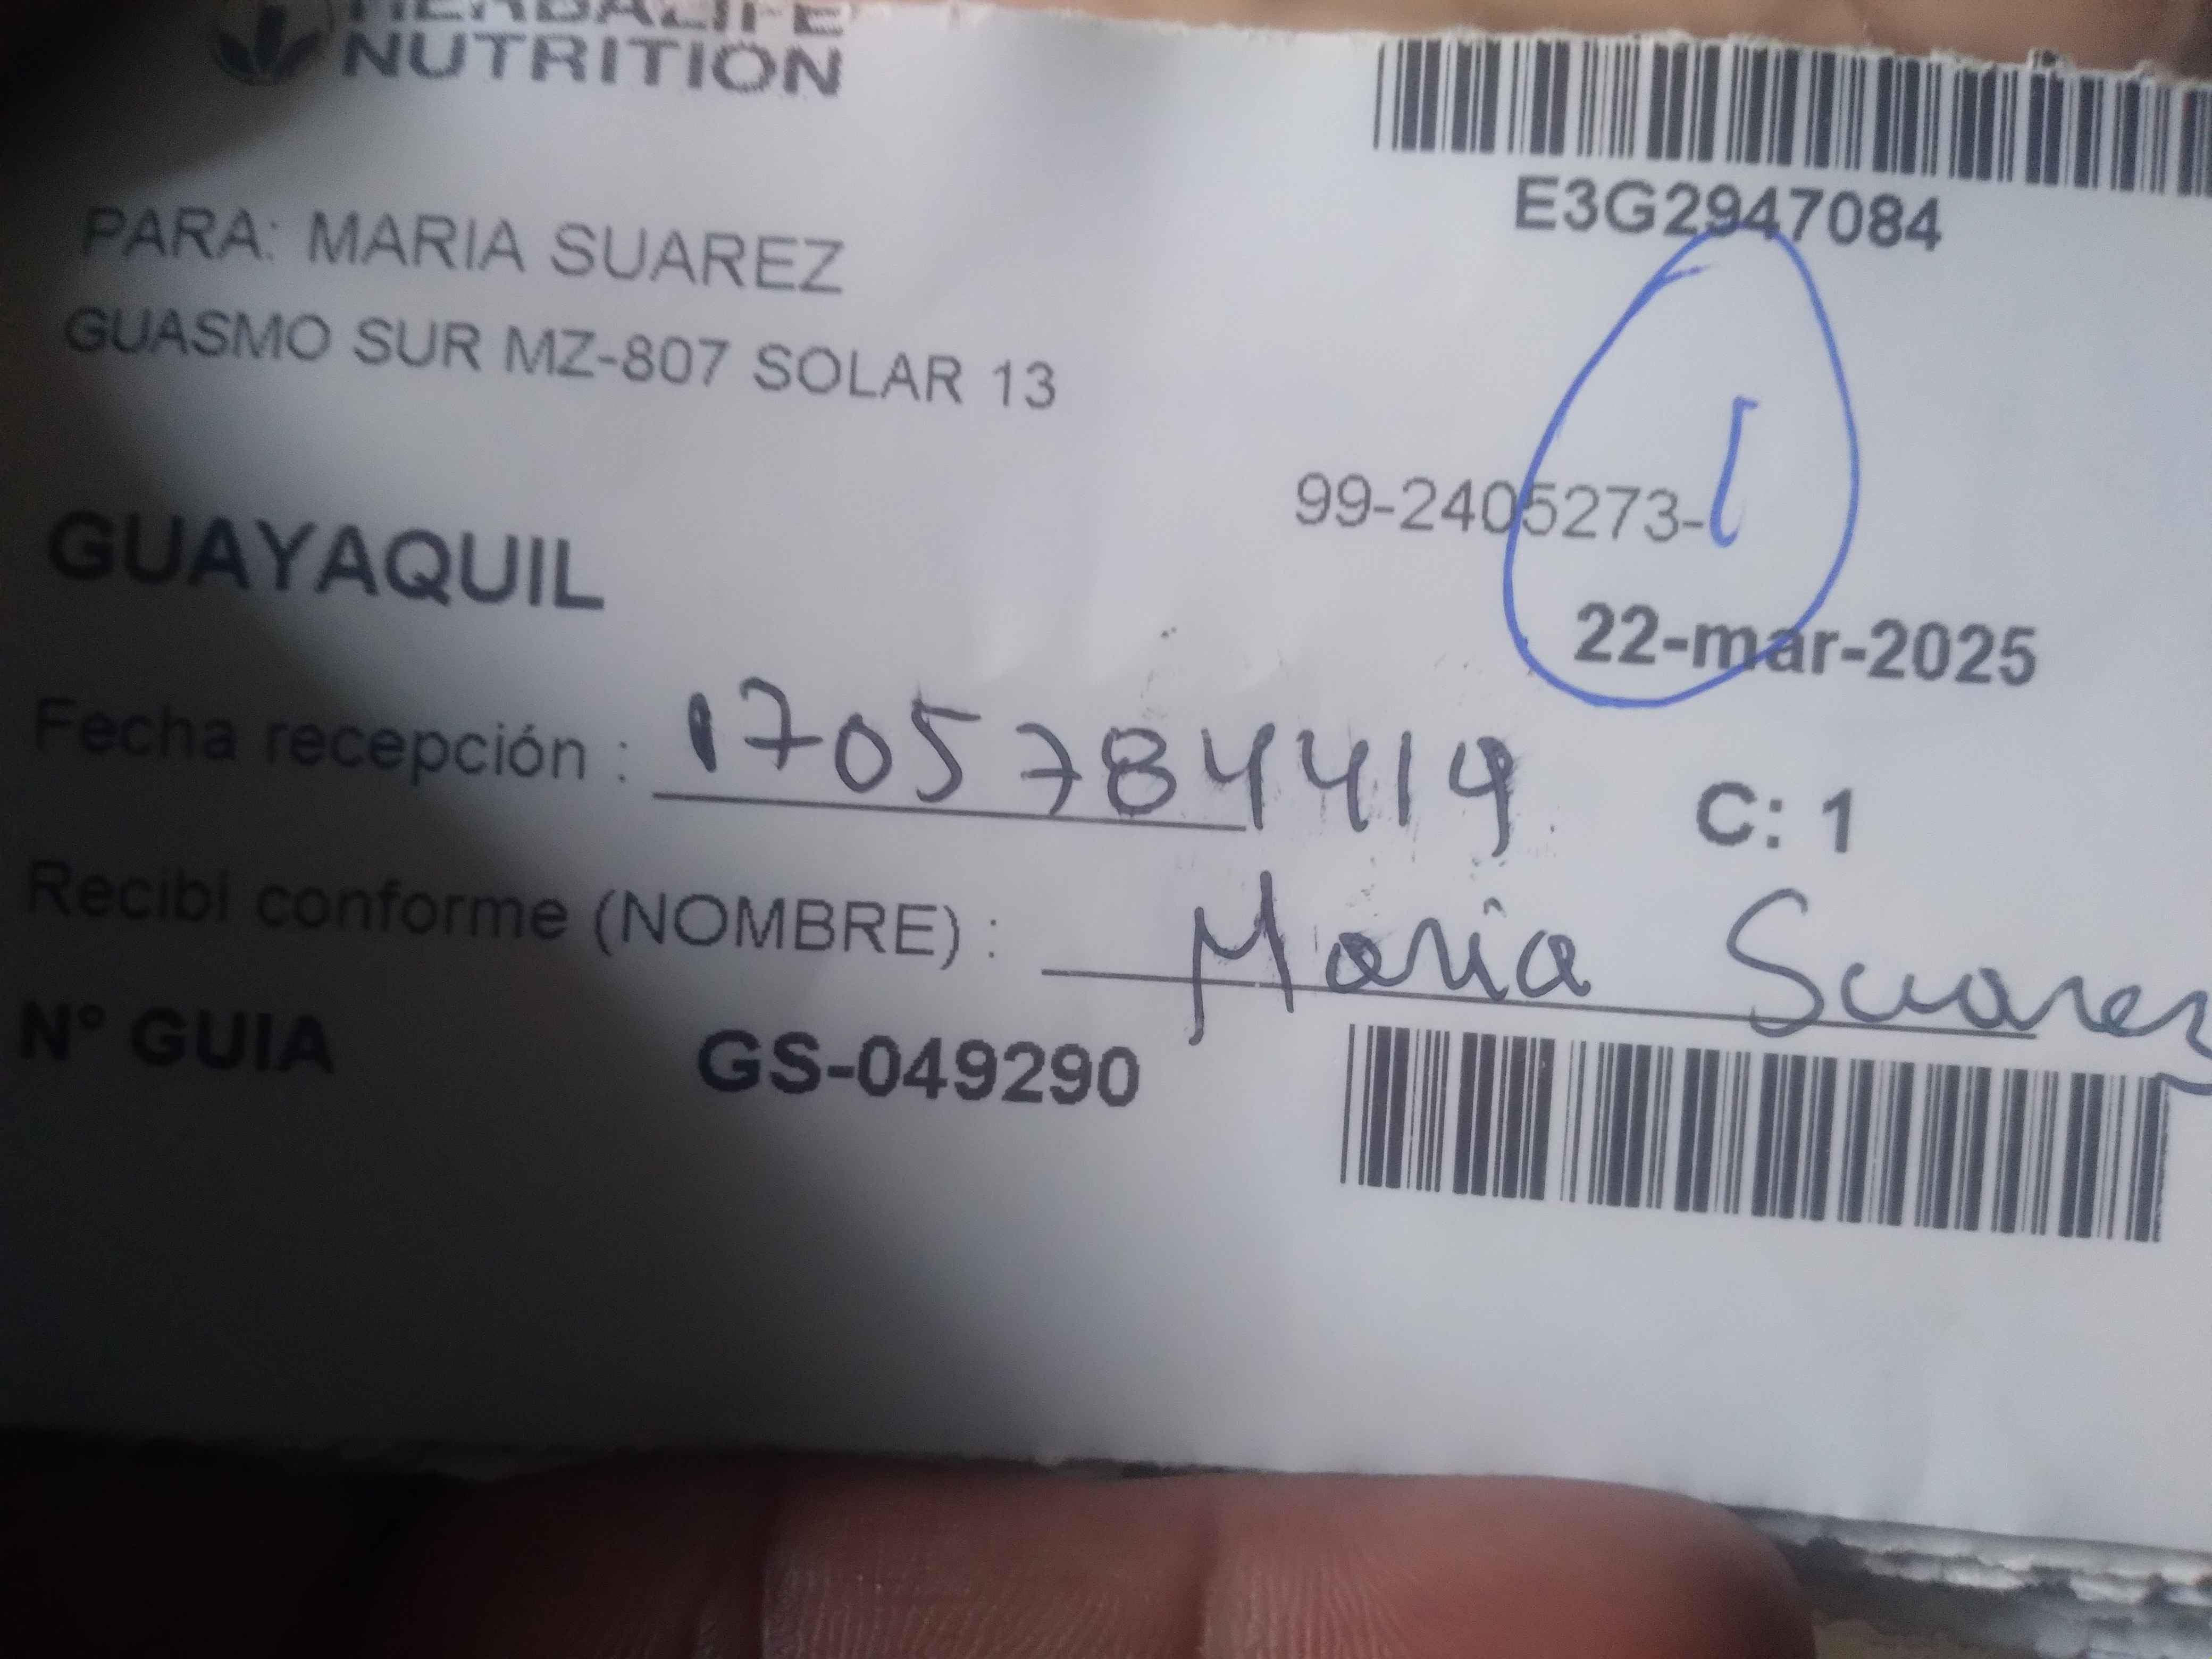 HERBALIFE
NUTRITION
E3G2947084
PARA: MARIA SUAREZ
GUASMO SUR MZ-807 SOLAR 13
99-2405273-
1
GUAYAQUIL
22-mar-2025
Fecha recepción : 1705784419
C: 1
Recibí conforme (NOMBRE) : Maria Suarez
N° GUIA GS-049290